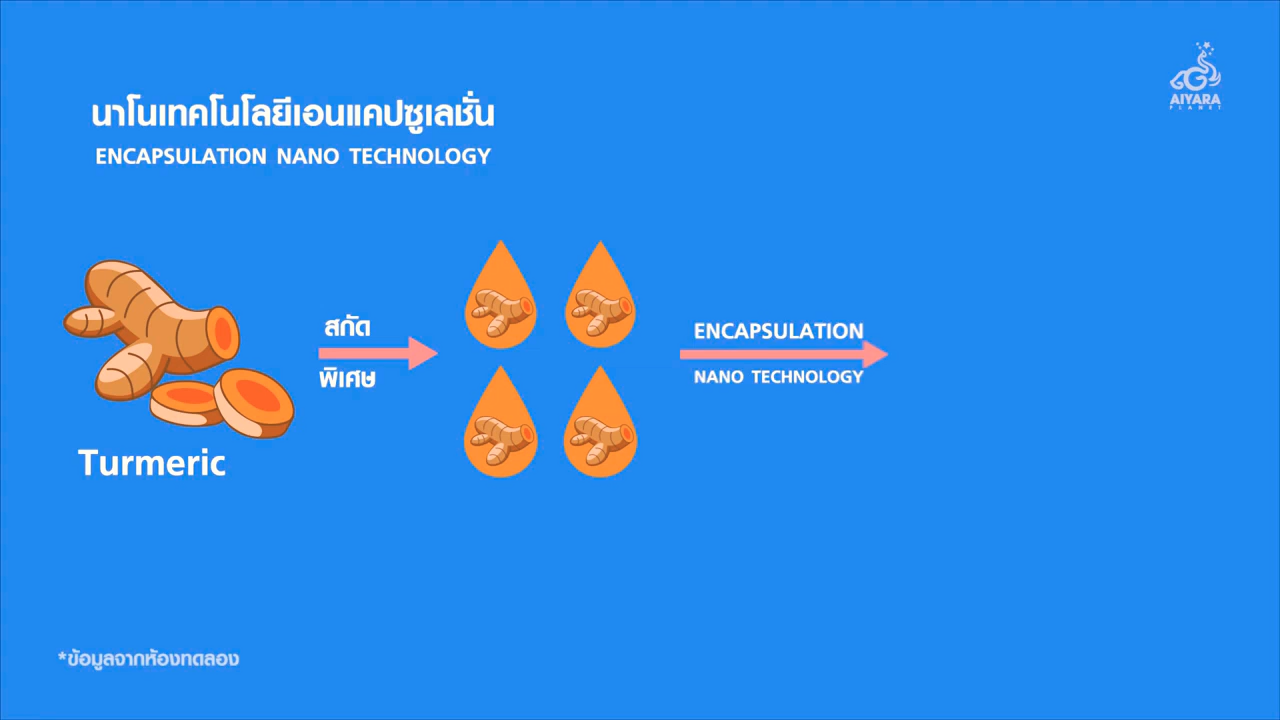 AIYARA
PLANET
นาโนเทคโนโลยีเอนแคปซูเลชั่น
ENCAPSULATION NANO TECHNOLOGY
สกัด
พิเศษ
ENCAPSULATION
NANO TECHNOLOGY
Turmeric
*ข้อมูลจากห้องทดลอง